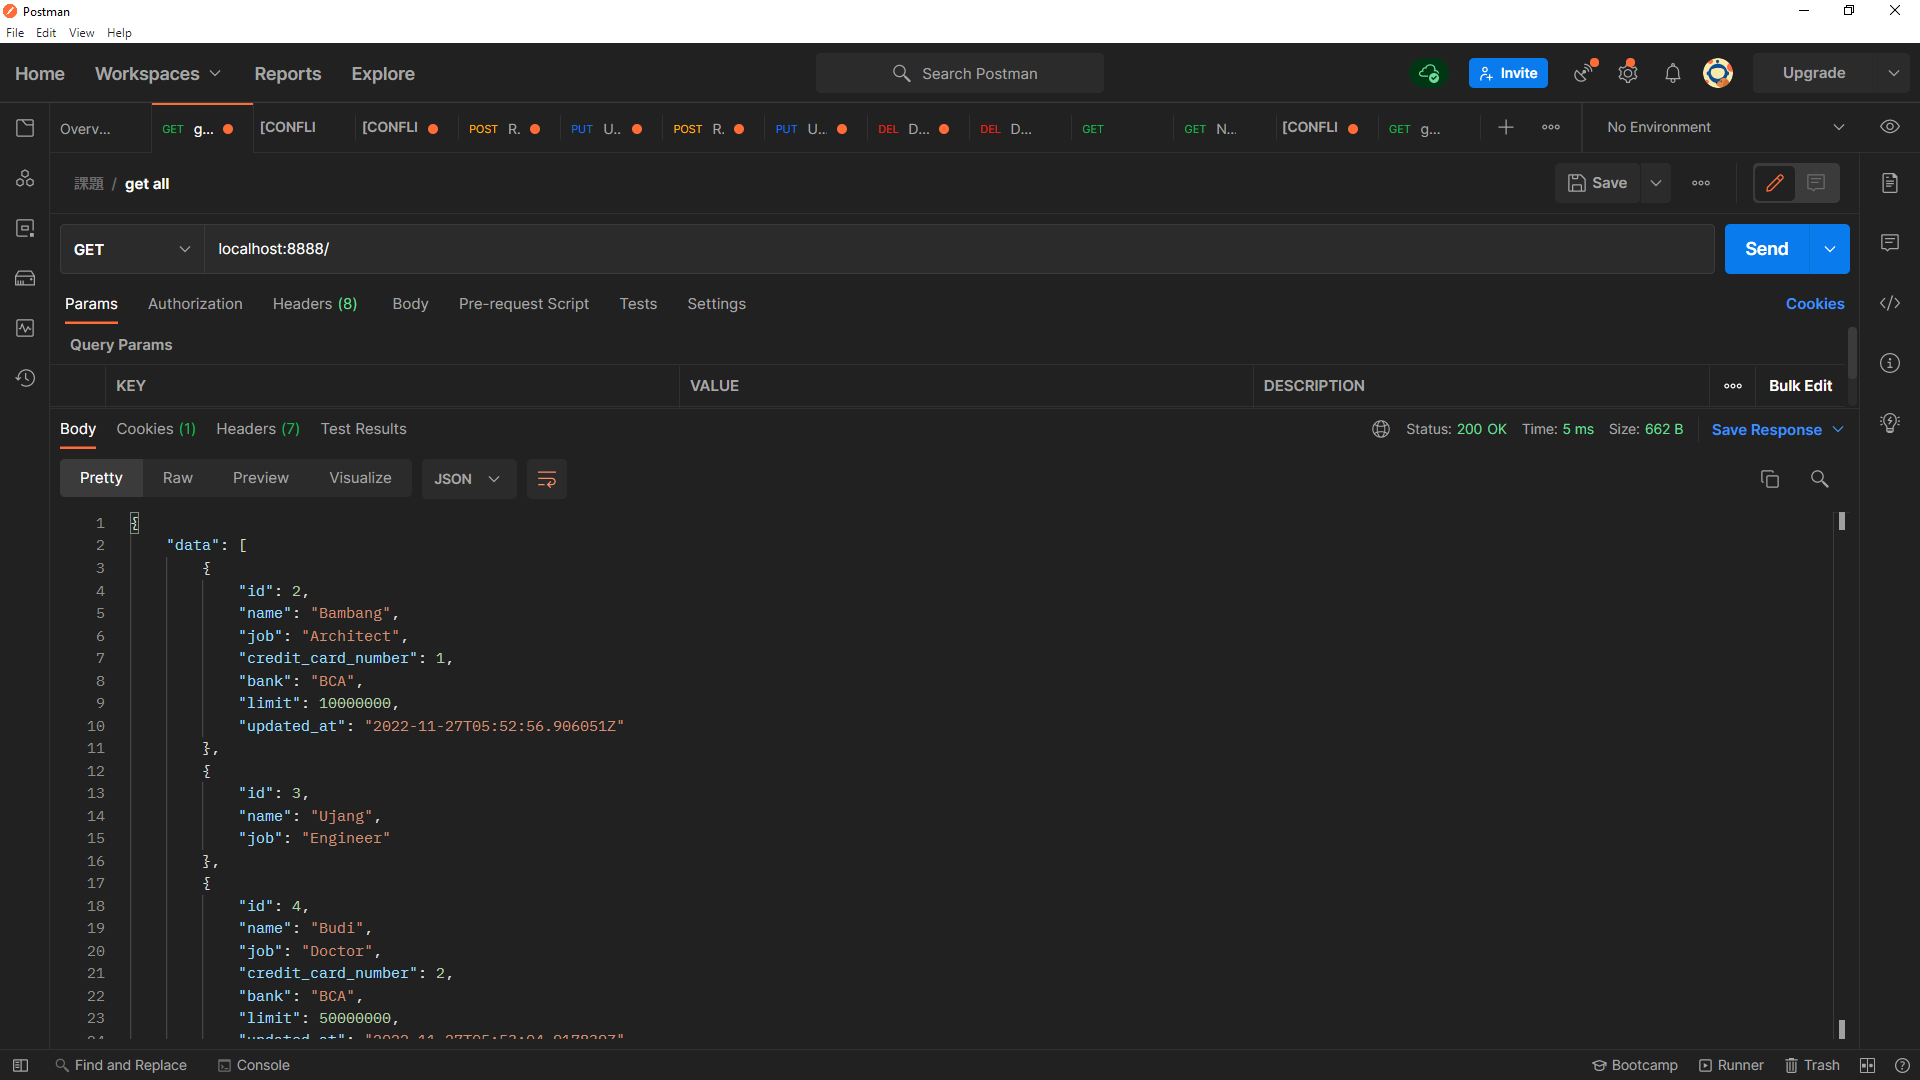 Postman
File Edit View Help
Home Workspaces Reports Explore Search Postman Invite Upgrade
Overv... GET g... [CONFLI [CONFLI POST R. PUT U.. POST R. PUT U... DEL D... DEL D... GET GET N... [CONFLI GET g... No Environment
課題 / get all Save
GET localhost:8888/ Send
Params Authorization Headers (8) Body Pre-request Script Tests Settings Cookies
Query Params
KEY VALUE DESCRIPTION Bulk Edit
Body Cookies (1) Headers (7) Test Results Status: 200 OK Time: 5 ms Size: 662 B Save Response
Pretty Raw Preview Visualize JSON
1 {
2 "data": [
3 {
4 "id": 2,
5 "name": "Bambang",
6 "job": "Architect",
7 "credit_card_number": 1,
8 "bank": "BCA",
9 "limit": 10000000,
10 "updated_at": "2022-11-27T05:52:56.906051Z"
11 },
12 {
13 "id": 3,
14 "name": "Ujang",
15 "job": "Engineer"
16 },
17 {
18 "id": 4,
19 "name": "Budi",
20 "job": "Doctor",
21 "credit_card_number": 2,
22 "bank": "BCA",
23 "limit": 50000000,
Find and Replace Console Bootcamp Runner Trash